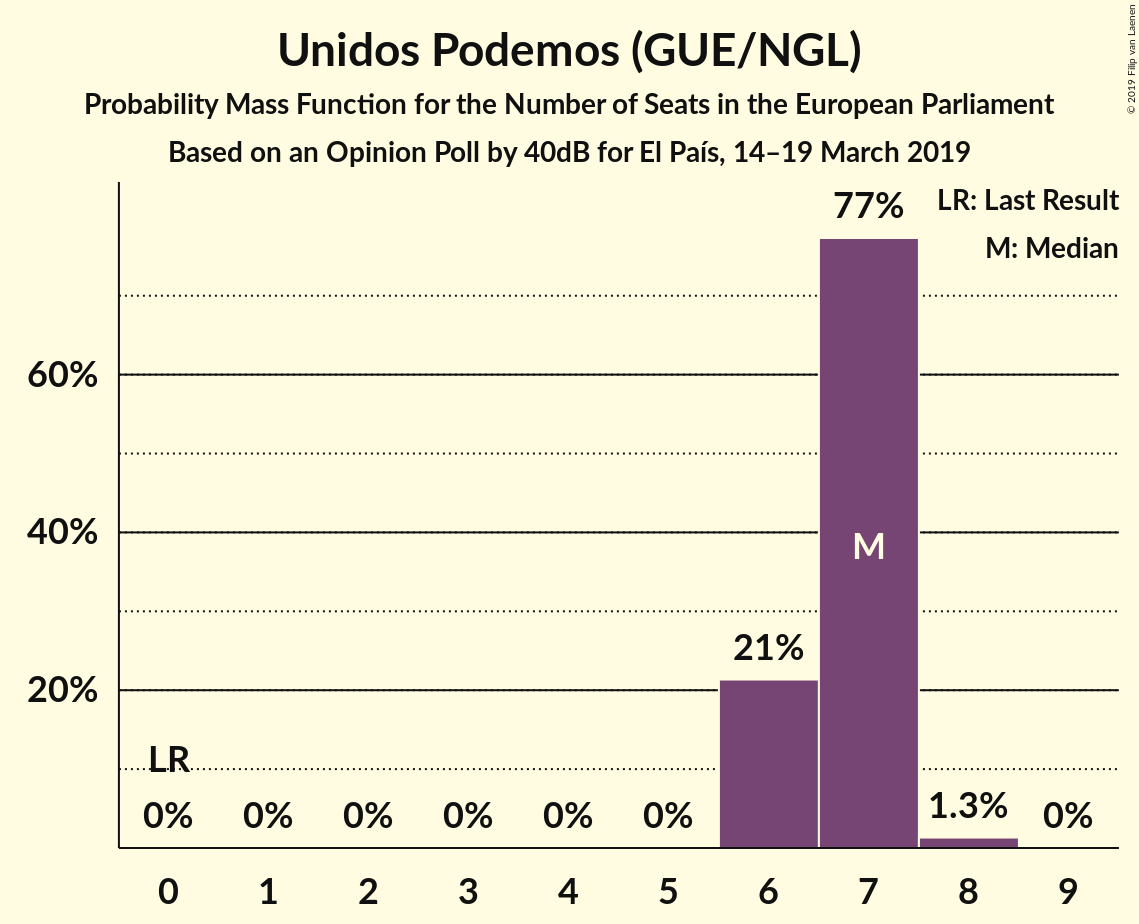 Unidos Podemos (GUE/NGL)
Probability Mass Function for the Number of Seats in the European Parliament
Based on an Opinion Poll by 40dB for El País, 14–19 March 2019
© 2019 Filip van Laenen
LR: Last Result
M: Median
77%
60%
40%
M
21%
20%
LR
0% 0% 0% 0% 0% 0% 1.3% 0%
0 1 2 3 4 5 6 7 8 9